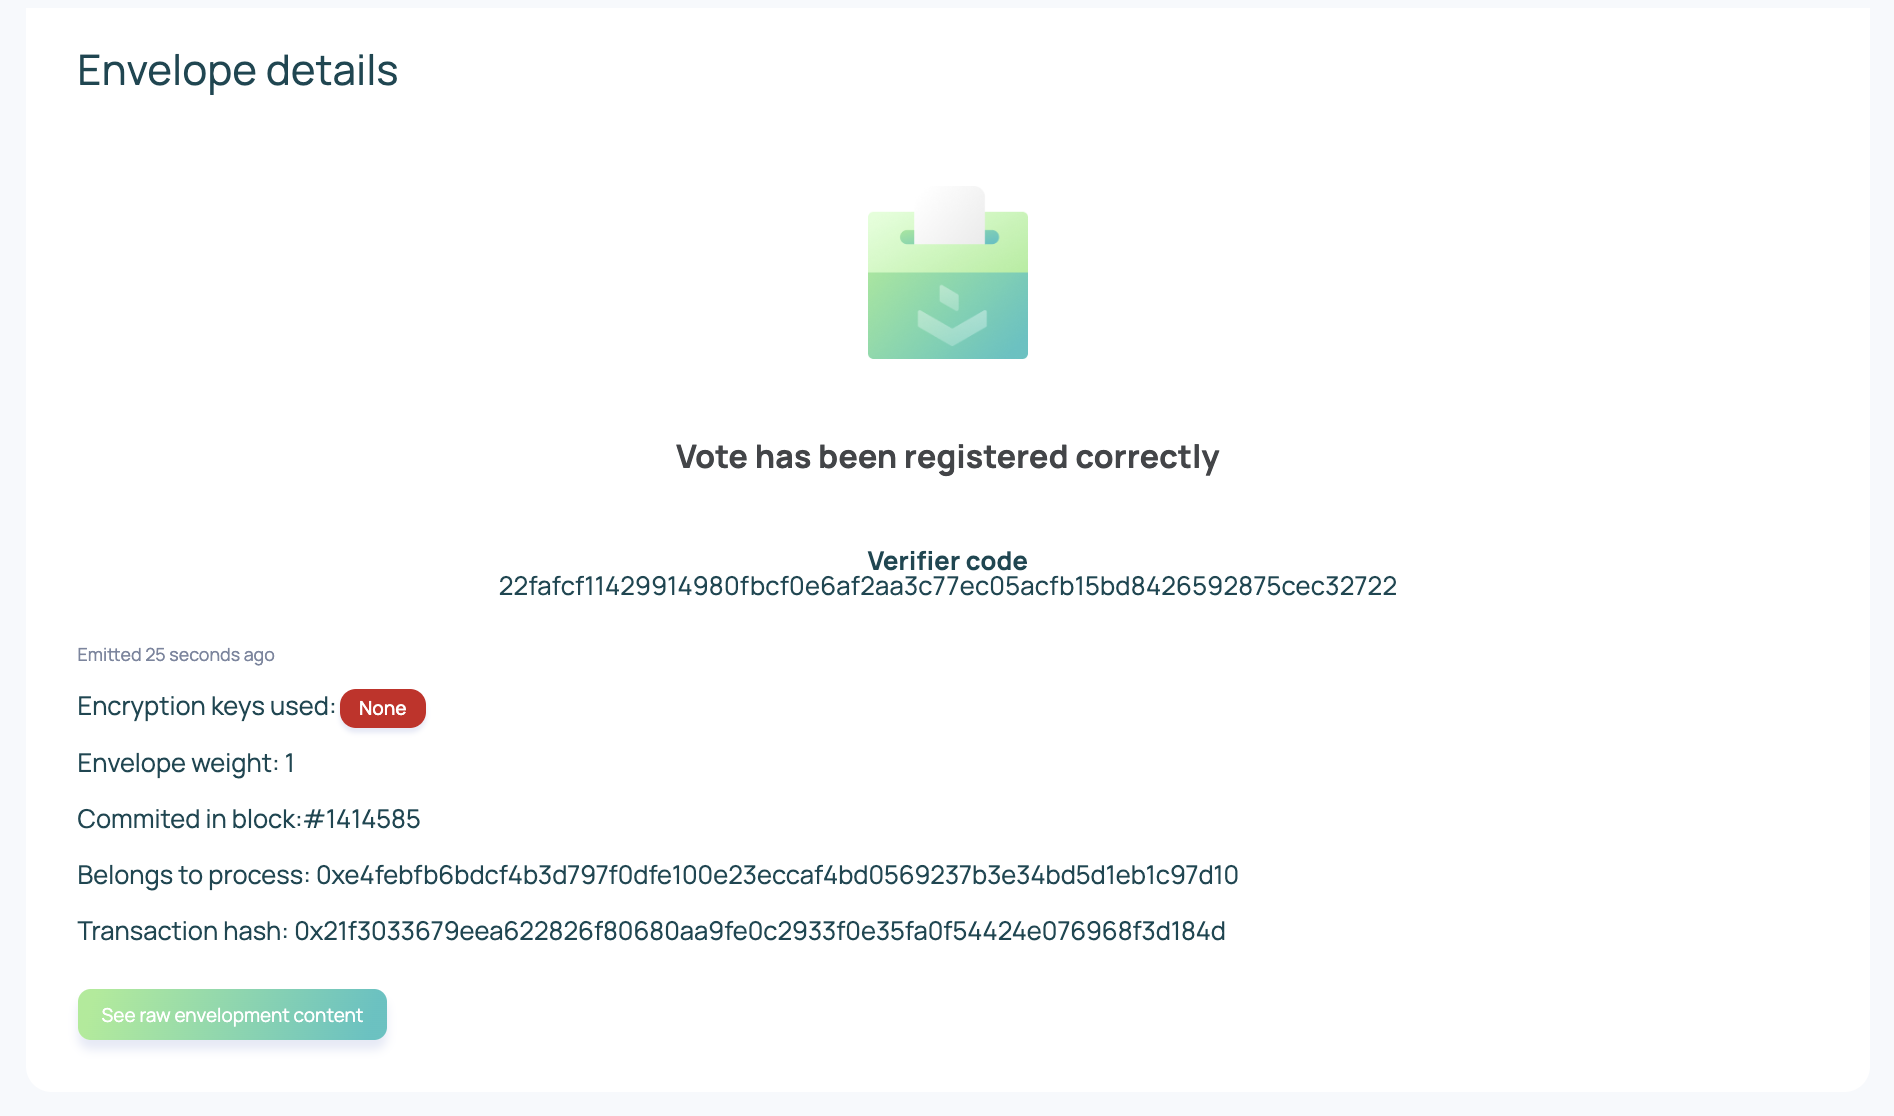 Envelope details
Vote has been registered correctly
Verifier code
22fafcf11429914980fbcf0e6af2aa3c77ec05acfb15bd8426592875cec32722
Emitted 25 seconds ago
Encryption keys used: None
Envelope weight: 1
Commited in block:#1414585
Belongs to process: 0xe4febfb6bdcf4b3d797f0dfe100e23eccaf4bd0569237b3e34bd5d1eb1c97d10
Transaction hash: 0x21f3033679eea622826f80680aa9fe0c2933f0e35fa0f54424e076968f3d184d
See raw envelopment content